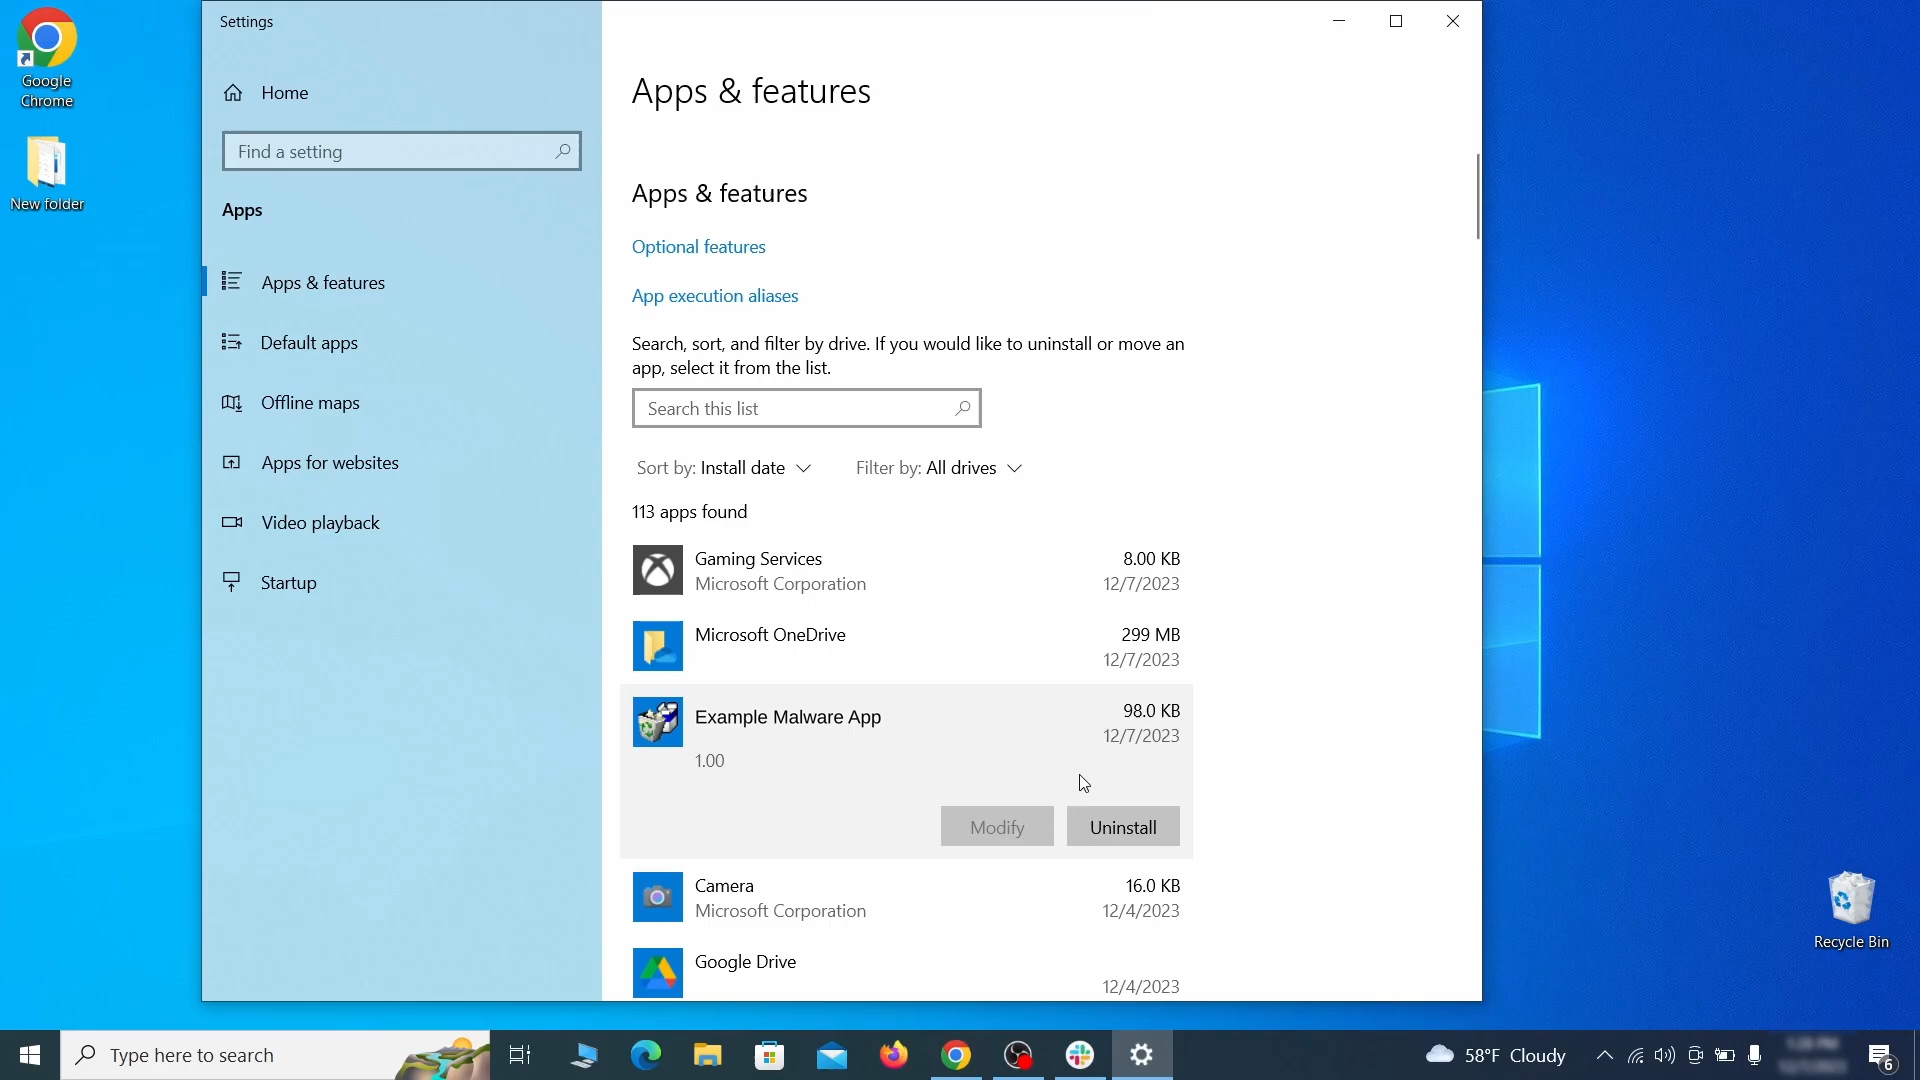 Settings
Google
Chrome
New folder
Home
Find a setting
Apps
Apps & features
Default apps
Offline maps
Apps for websites
Video playback
Startup
Apps & features
Apps & features
Optional features
App execution aliases
Search, sort, and filter by drive. If you would like to uninstall or move an
app, select it from the list.
Search this list
Sort by: Install date Filter by: All drives
113 apps found
Gaming Services 8.00 KB
Microsoft Corporation 12/7/2023
Microsoft OneDrive 299 MB
12/7/2023
Example Malware App 98.0 KB
12/7/2023
1.00
Modify Uninstall
Camera 16.0 KB
Microsoft Corporation 12/4/2023
Google Drive
12/4/2023
Recycle Bin
Type here to search
58°F Cloudy
6